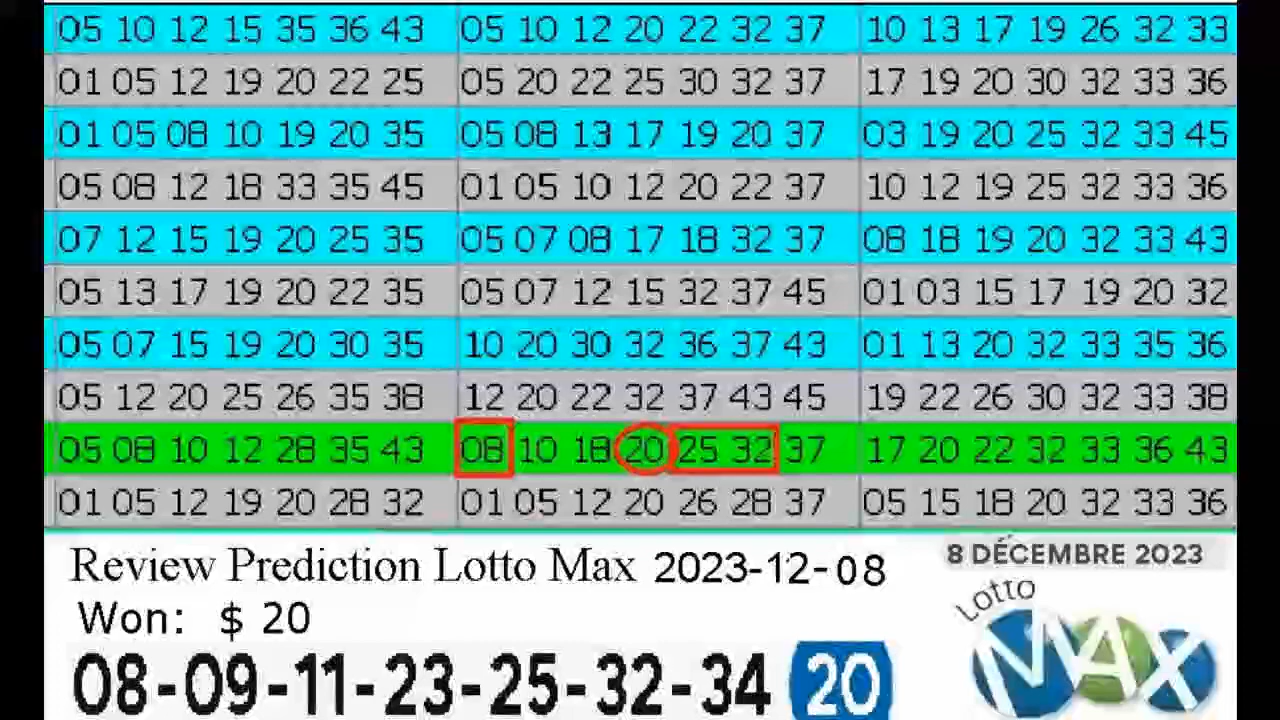 05 10 12 15 35 36 43 05 10 12 20 22 32 37 10 13 17 19 26 32 33
01 05 12 19 20 22 25 05 20 22 25 30 32 37 17 19 20 30 32 33 36
01 05 08 10 19 20 35 05 08 13 17 19 20 37 03 19 20 25 32 33 45
05 08 12 18 33 35 45 01 05 10 12 20 22 37 10 12 19 25 32 33 36
07 12 15 19 20 25 35 05 07 08 17 18 32 37 08 18 19 20 32 33 43
05 13 17 19 20 22 35 05 07 12 15 32 37 45 01 03 15 17 19 20 32
05 07 15 19 20 30 35 10 20 30 32 36 37 43 01 13 20 32 33 35 36
05 12 20 25 26 35 38 12 20 22 32 37 43 45 19 22 26 30 32 33 38
05 08 10 12 28 35 43 08 10 18 20 25 32 37 17 20 22 32 33 36 43
01 05 12 19 20 28 32 01 05 12 20 26 28 37 05 15 18 20 32 33 36
Review Prediction Lotto Max 2023-12-08
Won: $ 20
08-09-11-23-25-32-34 20
8 DÉCEMBRE 2023
Lotto
MAX